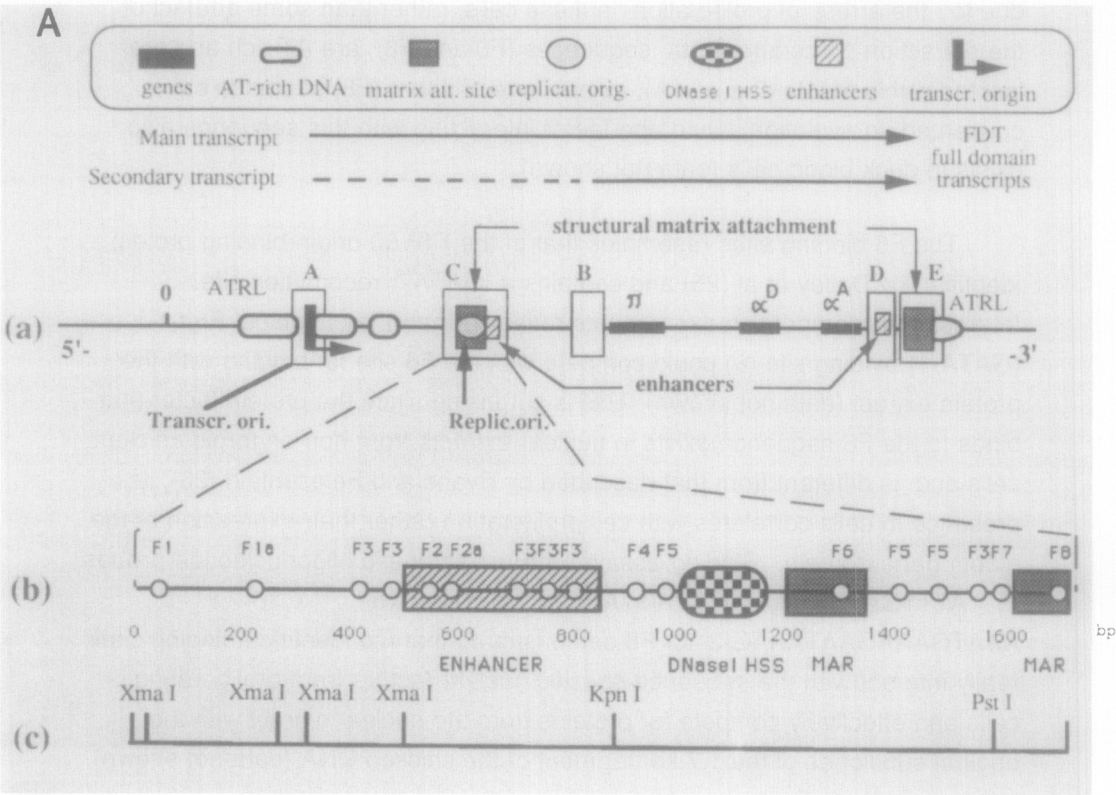 A
genes AT-rich DNA matrix att. site replicat. orig. DNase I HSS enhancers transcr. origin
Main transcript FDT
full domain
Secondary transcript transcripts
structural matrix attachment
A C B D E
0 ATRL π ∝D ∝A ATRL
(a)
5'- -3'
enhancers
Transcr. ori. Replic.ori.
F1 F1a F3 F3 F2 F2a F3F3F3 F4 F5 F6 F5 F5 F3F7 F8
(b)
0 200 400 600 800 1000 1200 1400 1600 bp
ENHANCER DNaseI HSS MAR MAR
Xma I Xma I Xma I Xma I Kpn I Pst I
(c)